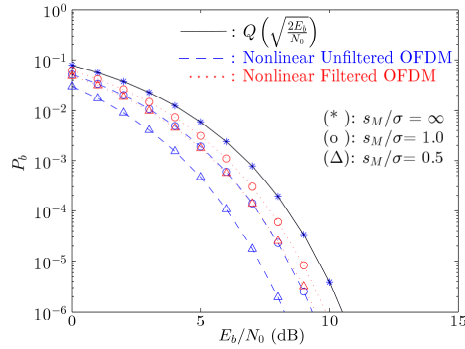 : Q(√(2E_b/N_0))
: Nonlinear Unfiltered OFDM
: Nonlinear Filtered OFDM
(* ): s_M/σ = ∞
(o ): s_M/σ= 1.0
(Δ): s_M/σ= 0.5
P_b
10^0
10^−1
10^−2
10^−3
10^−4
10^−5
10^−6
0 5 10 15
E_b/N_0 (dB)